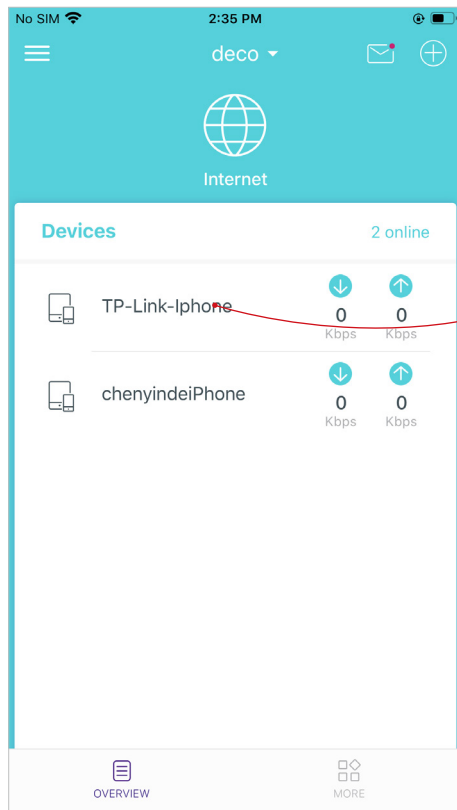 No SIM 2:35 PM
deco
Internet
Devices 2 online
TP-Link-Iphone
0 0
Kbps Kbps
chenyindeiPhone
0 0
Kbps Kbps
OVERVIEW MORE